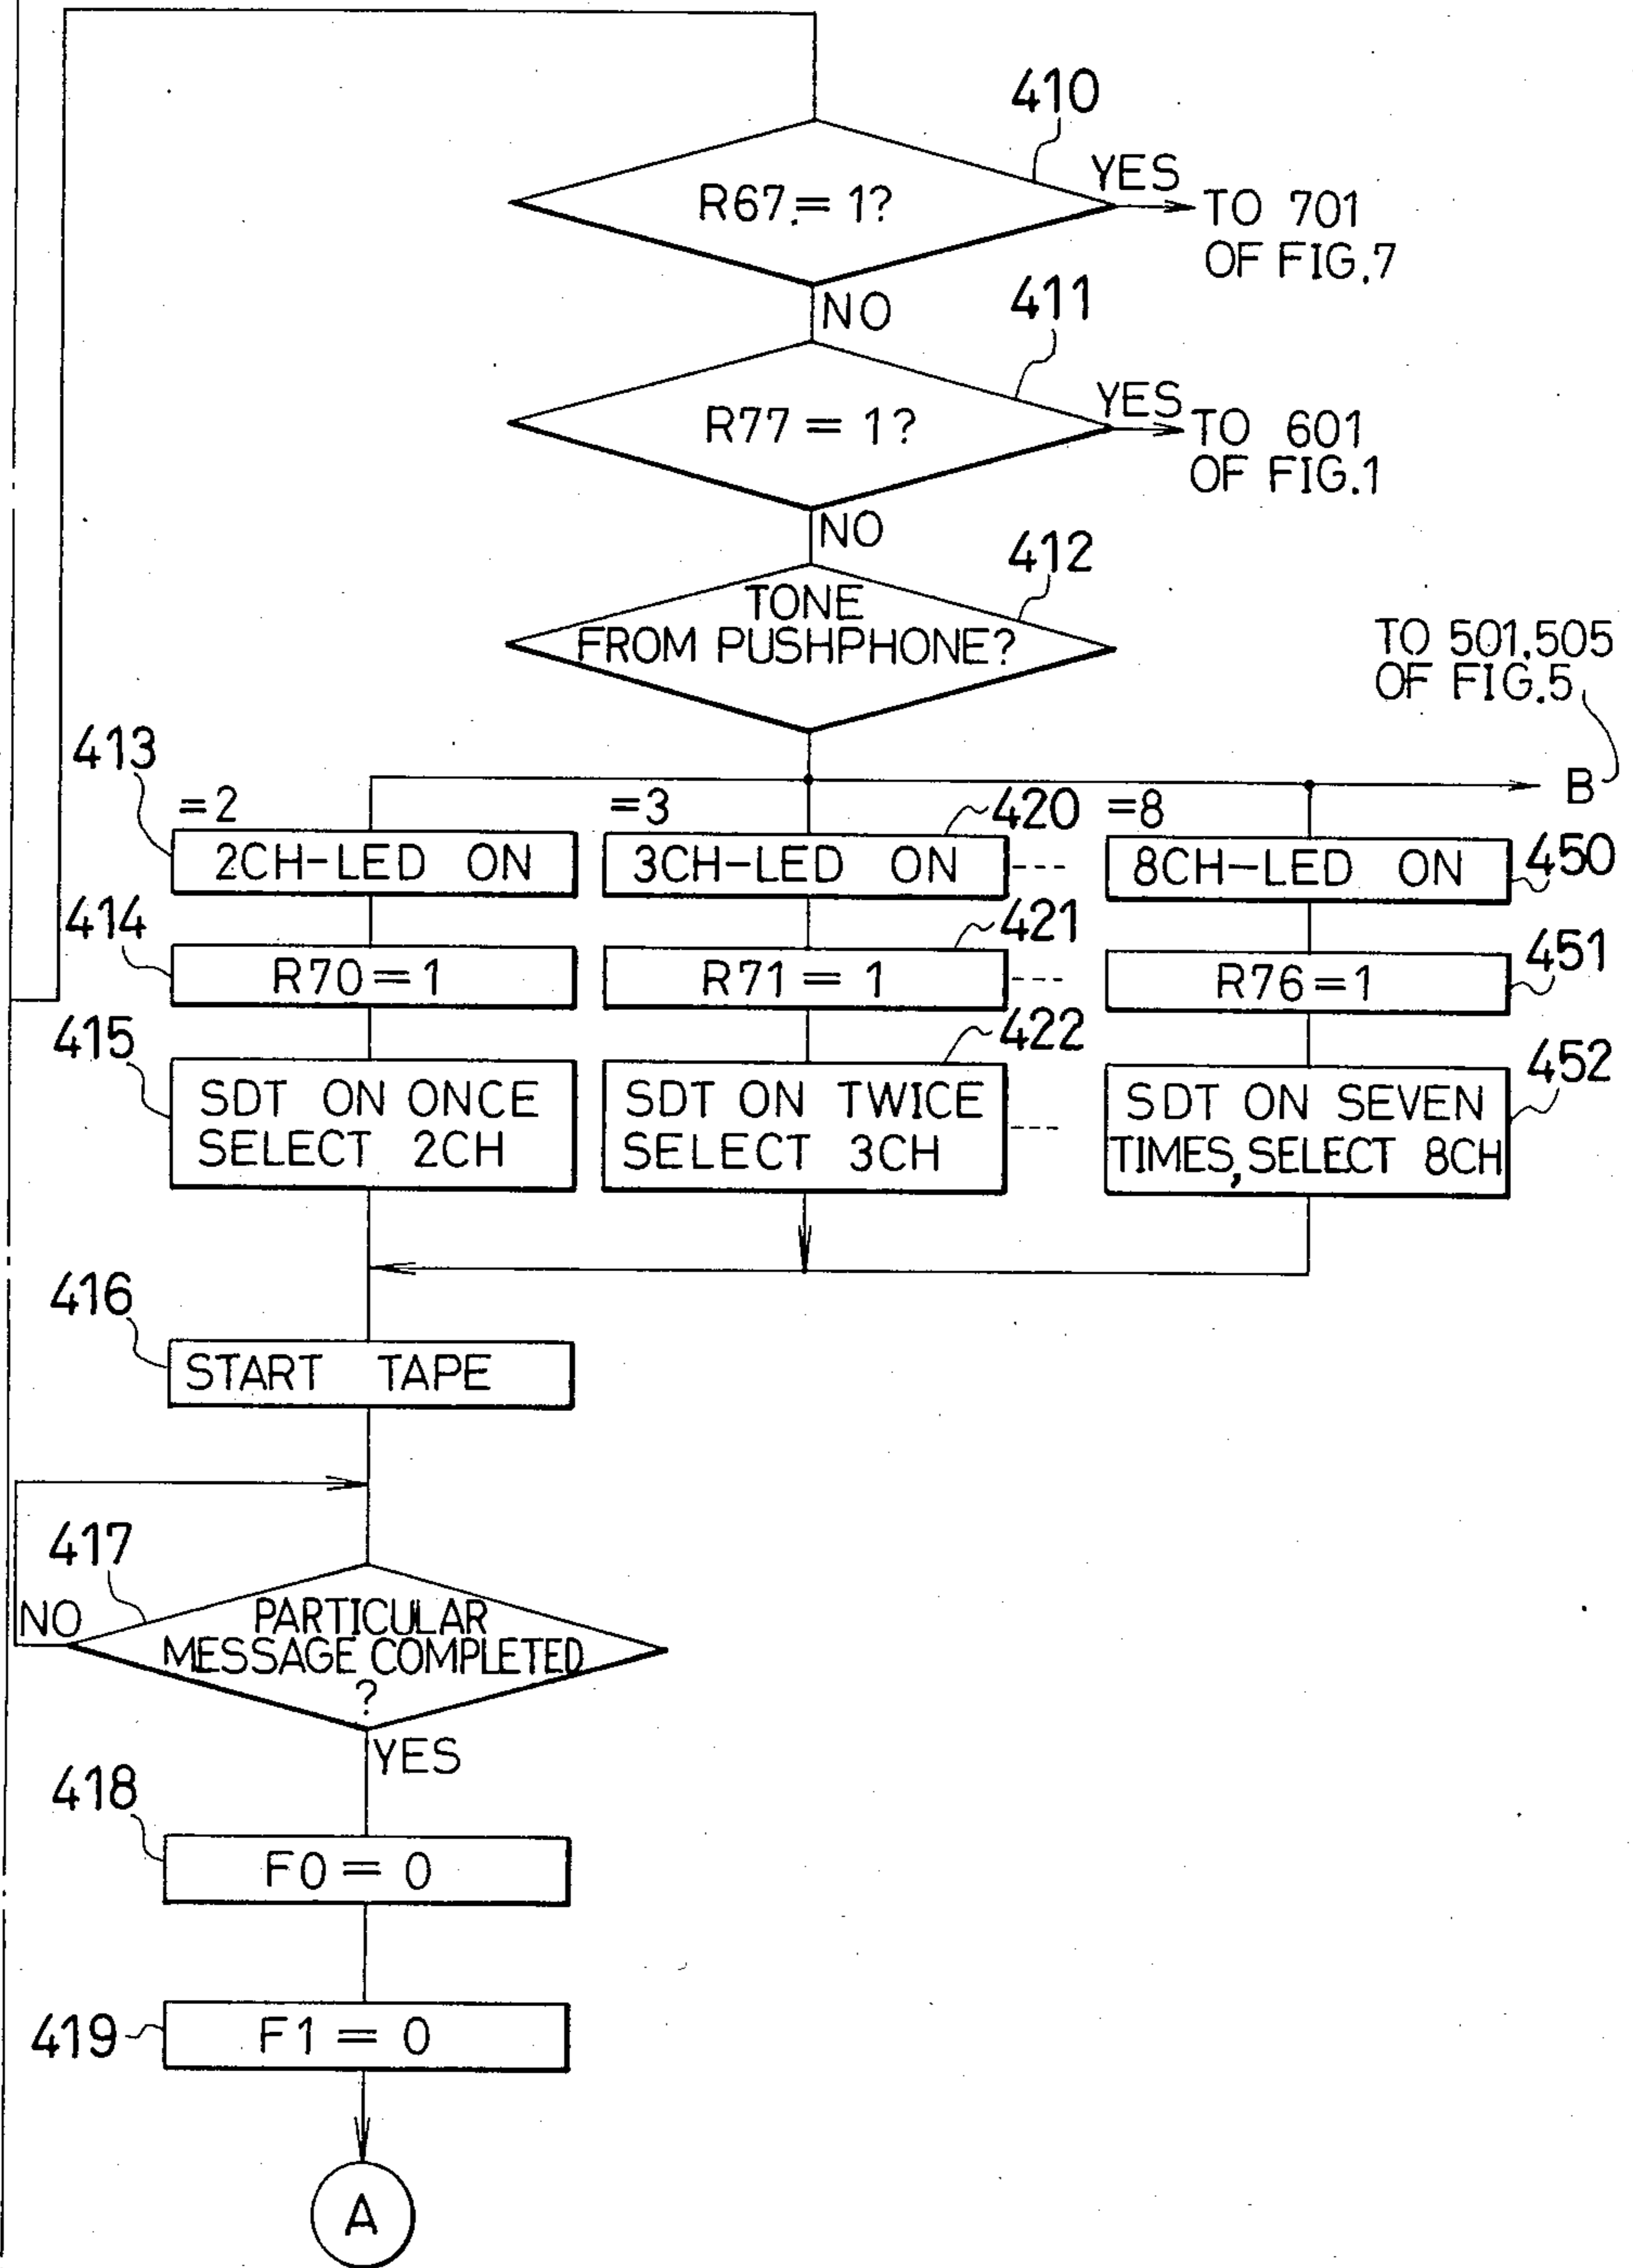 410
R67.= 1?
YES
TO 701
OF FIG.7
NO
411
R77 = 1?
YES
TO 601
OF FIG.1
NO
412
TONE
FROM PUSHPHONE?
TO 501.505
OF FIG.5
B
413
=2
2CH-LED ON
=3
420
3CH-LED ON
=8
450
8CH-LED ON
414
R70=1
421
R71 = 1
451
R76=1
415
SDT ON ONCE
SELECT 2CH
422
SDT ON TWICE
SELECT 3CH
452
SDT ON SEVEN
TIMES,SELECT 8CH
416
START TAPE
417
NO
PARTICULAR
MESSAGE COMPLETED
?
YES
418
F0 = 0
419
F1 = 0
A